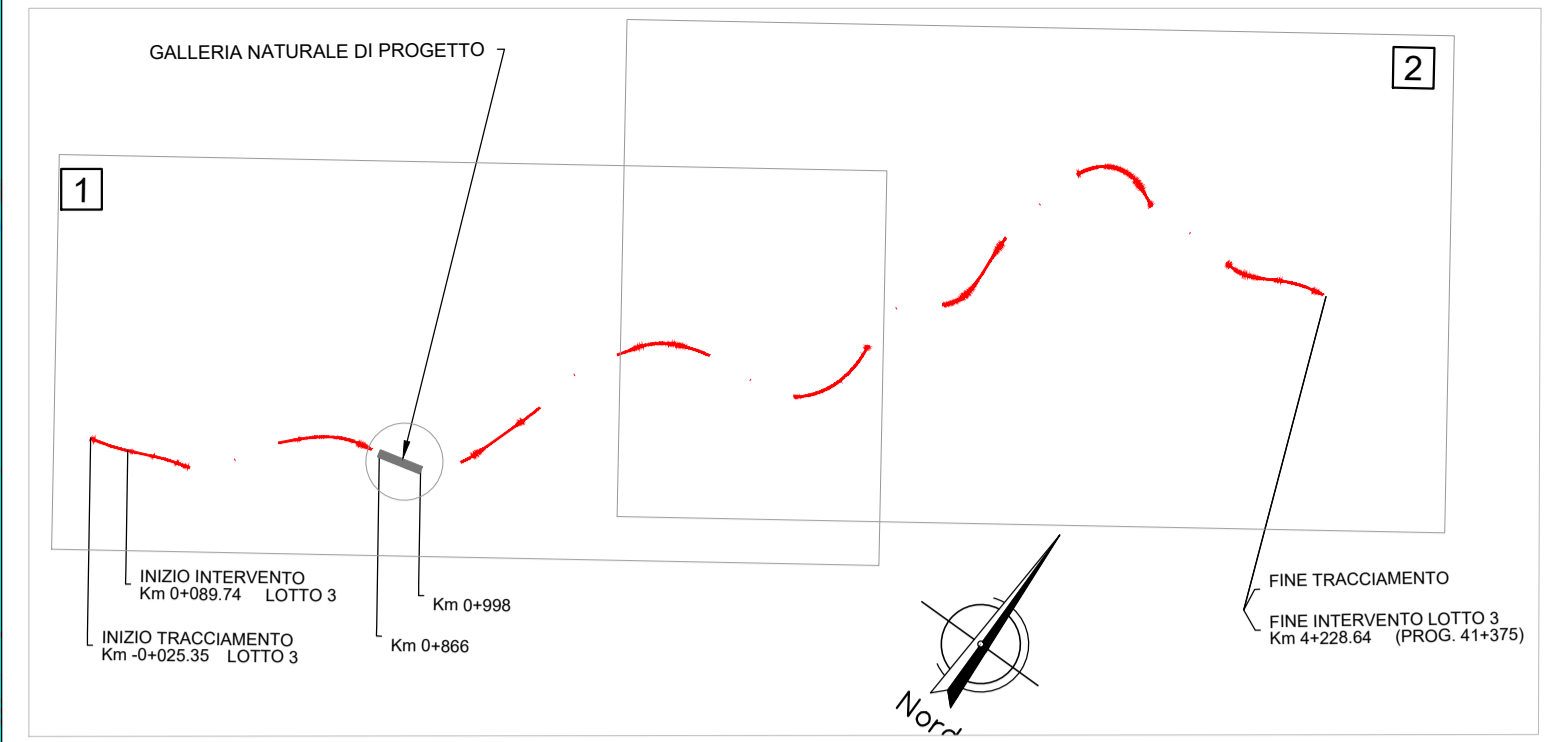 GALLERIA NATURALE DI PROGETTO
2
1
INIZIO INTERVENTO
Km 0+089.74 LOTTO 3
INIZIO TRACCIAMENTO
Km -0+025.35 LOTTO 3
Km 0+998
Km 0+866
FINE TRACCIAMENTO
FINE INTERVENTO LOTTO 3
Km 4+228.64 (PROG. 41+375)
Nord